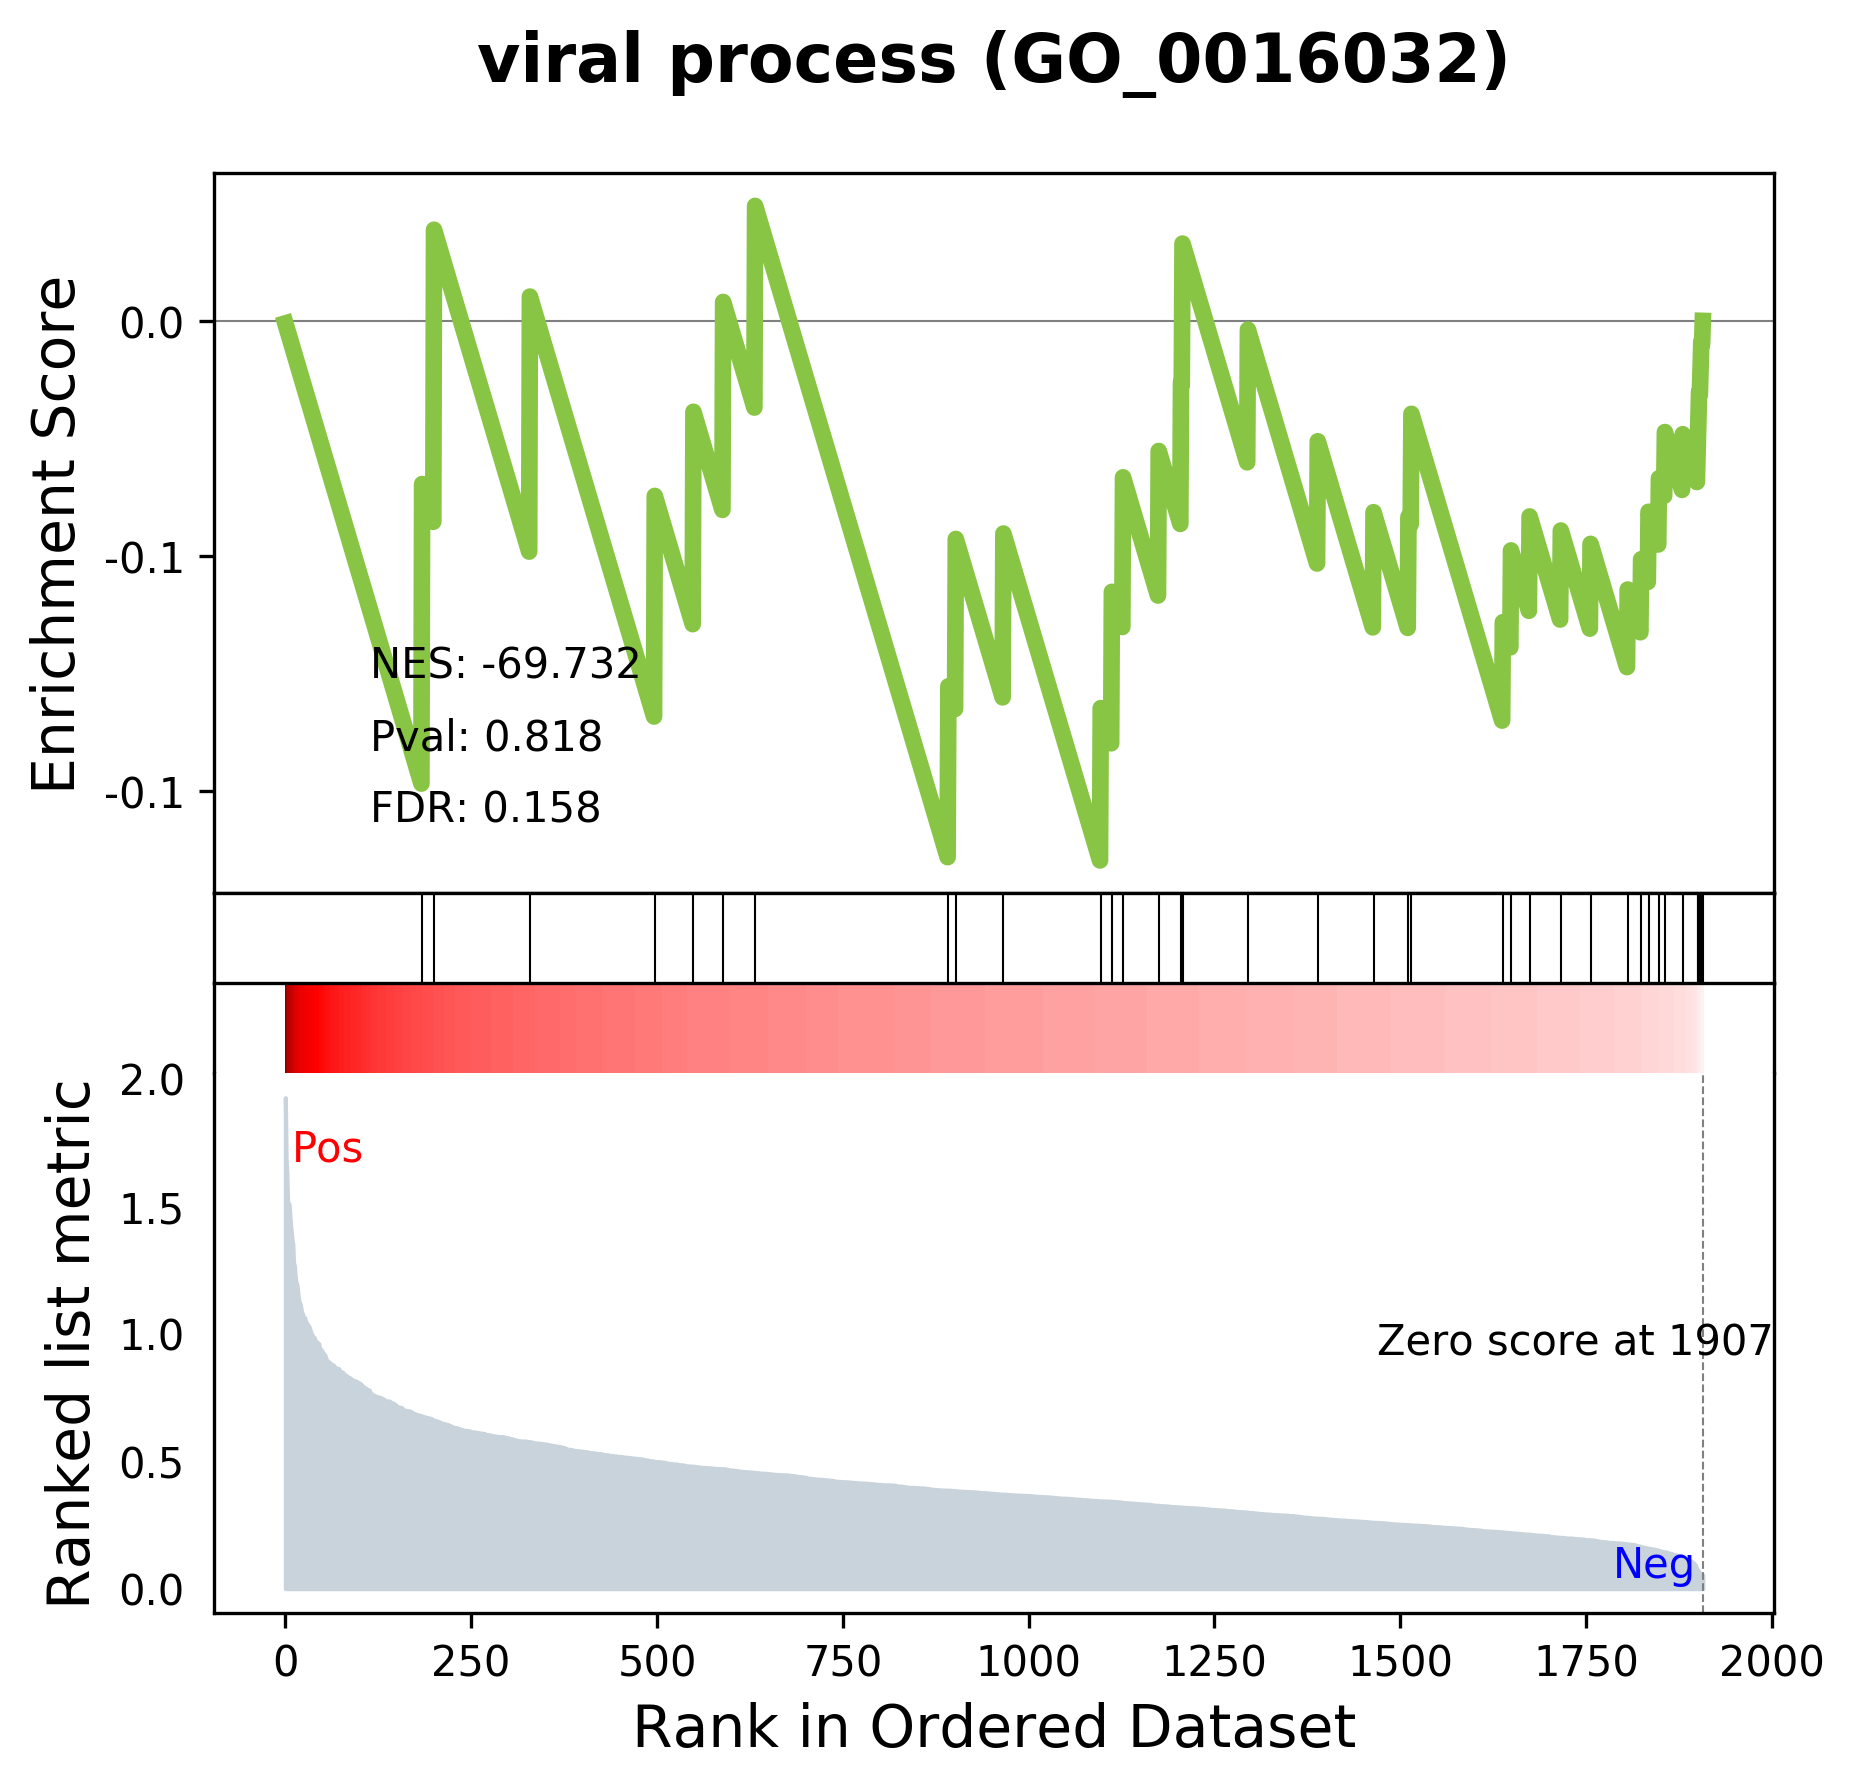 viral process (GO_0016032)
Enrichment Score
0.0
-0.1
-0.1
NES: -69.732
Pval: 0.818
FDR: 0.158
Ranked list metric
2.0
1.5
1.0
0.5
0.0
Pos
Zero score at 1907
Neg
0 250 500 750 1000 1250 1500 1750 2000
Rank in Ordered Dataset